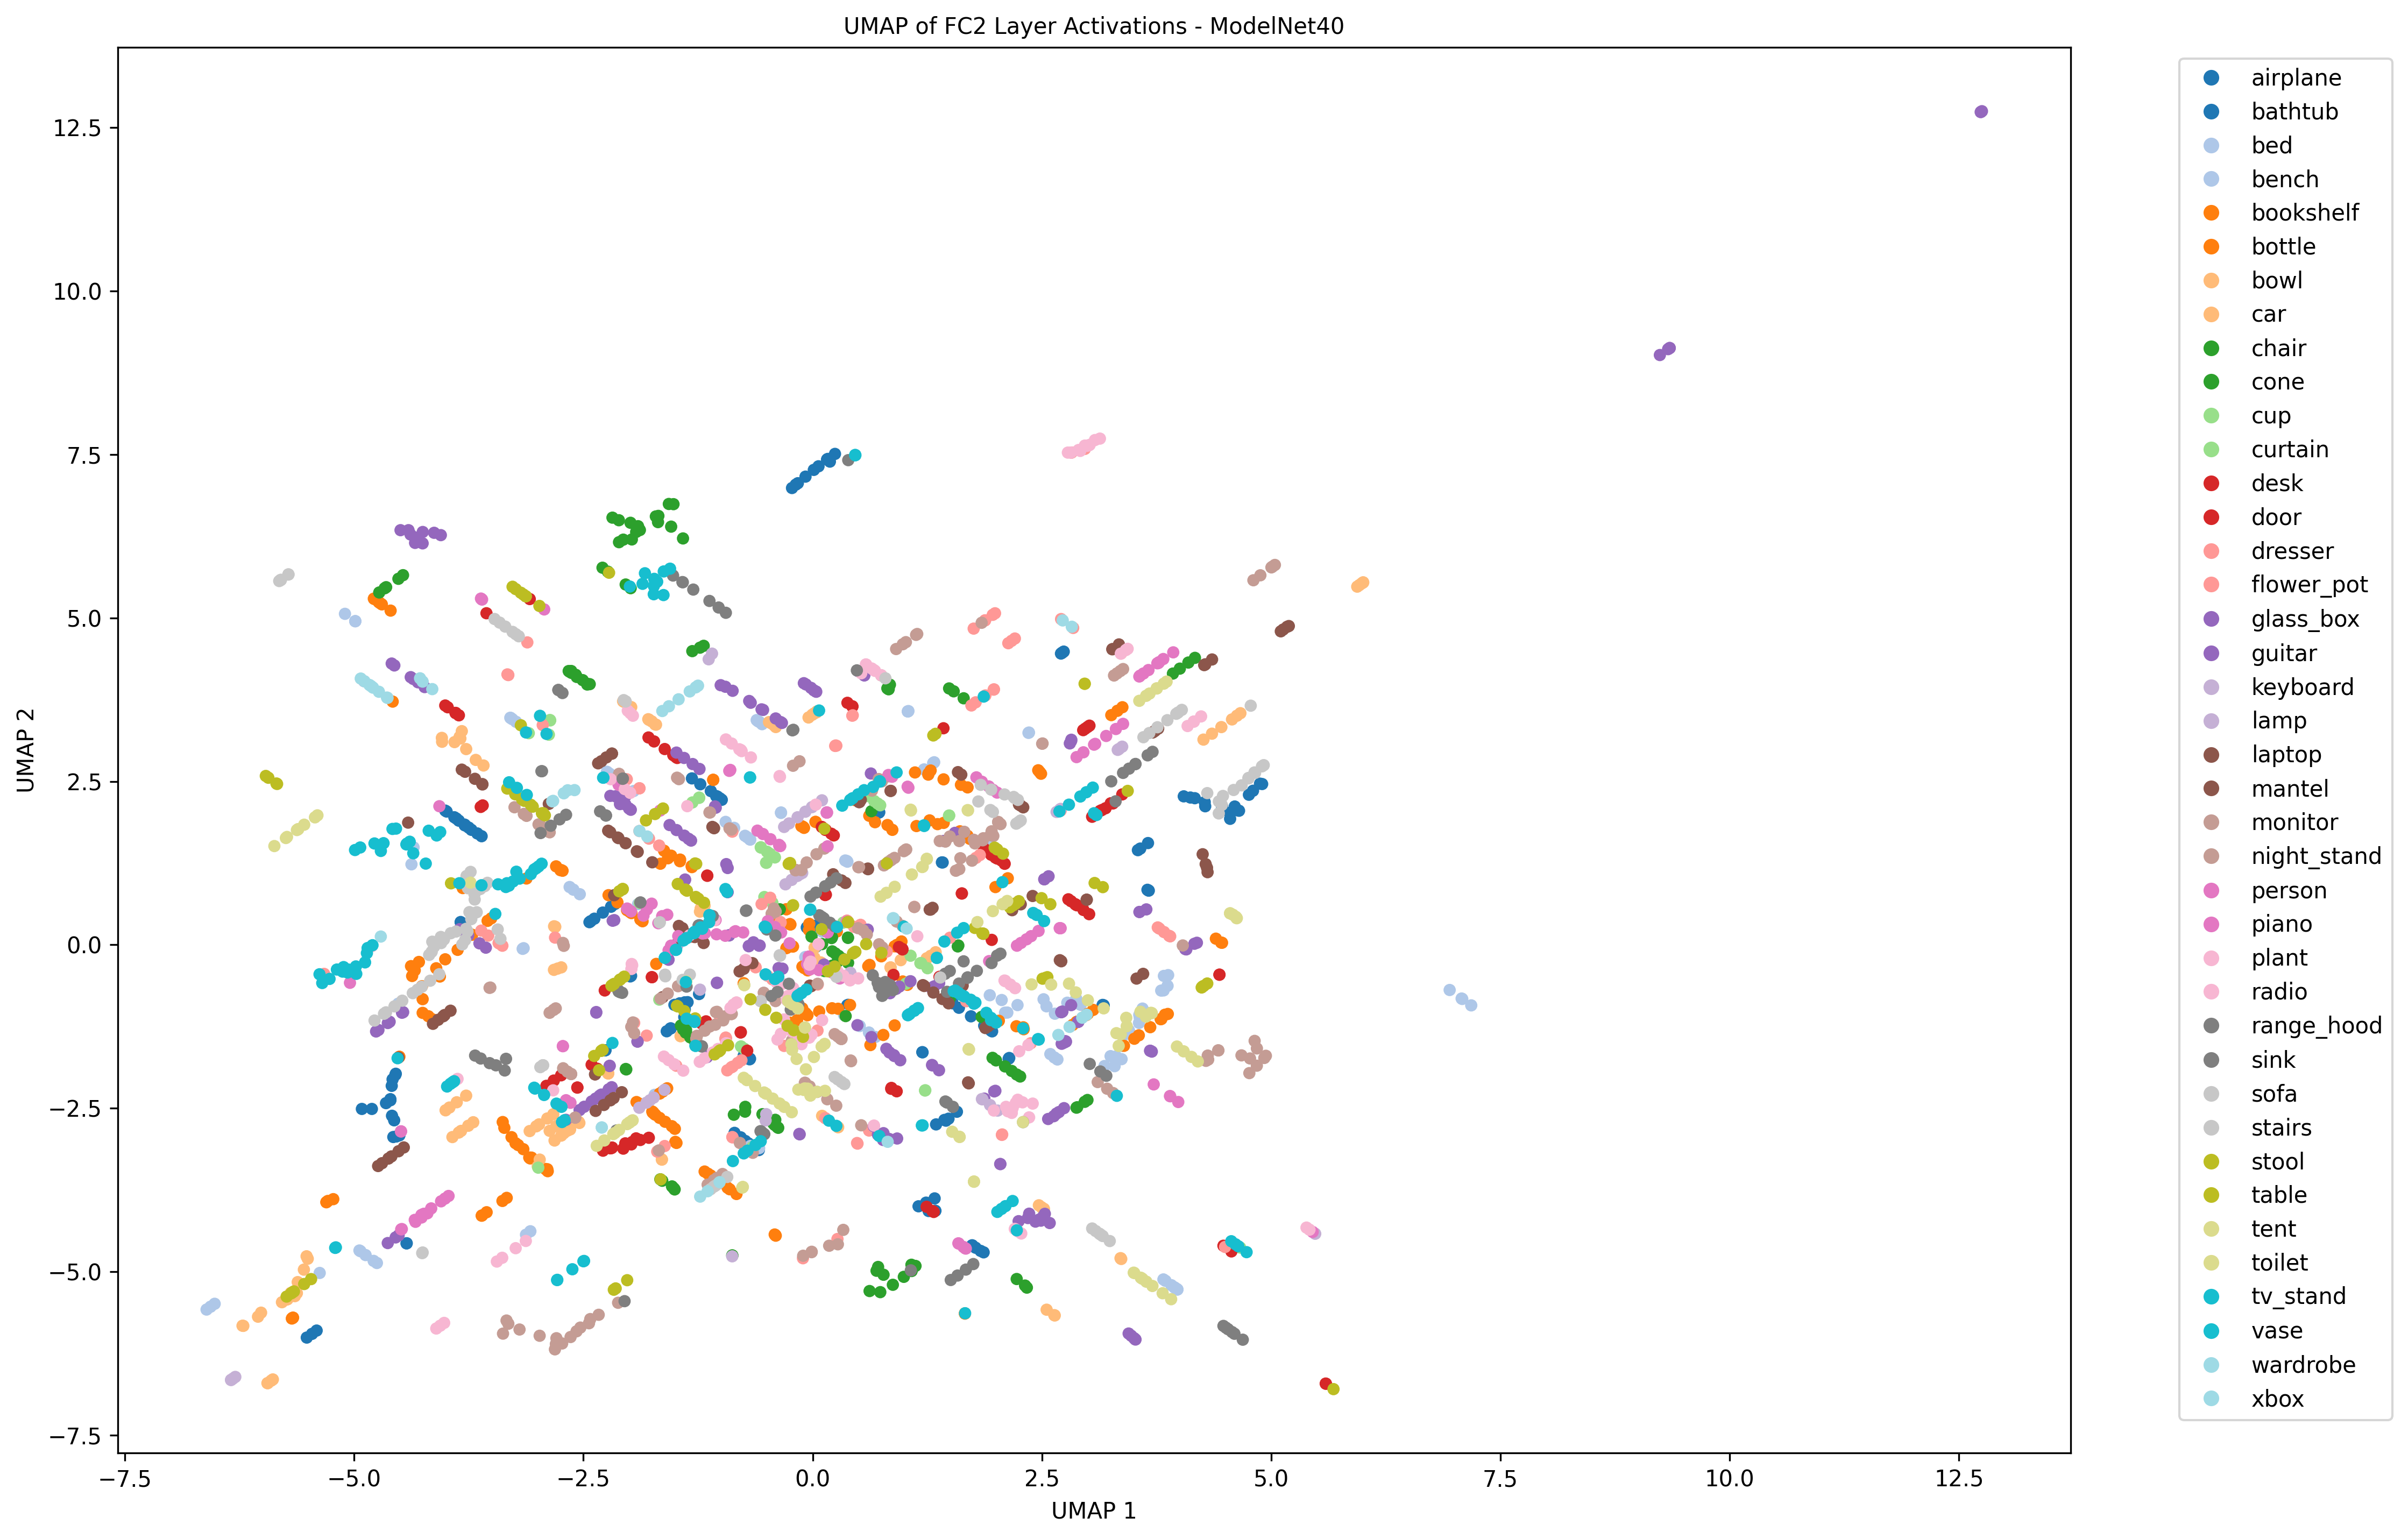 UMAP of FC2 Layer Activations - ModelNet40
12.5
10.0
7.5
5.0
2.5
0.0
−2.5
−5.0
−7.5
UMAP 2
−7.5
−5.0
−2.5
0.0
2.5
5.0
7.5
10.0
12.5
UMAP 1
airplane
bathtub
bed
bench
bookshelf
bottle
bowl
car
chair
cone
cup
curtain
desk
door
dresser
flower_pot
glass_box
guitar
keyboard
lamp
laptop
mantel
monitor
night_stand
person
piano
plant
radio
range_hood
sink
sofa
stairs
stool
table
tent
toilet
tv_stand
vase
wardrobe
xbox